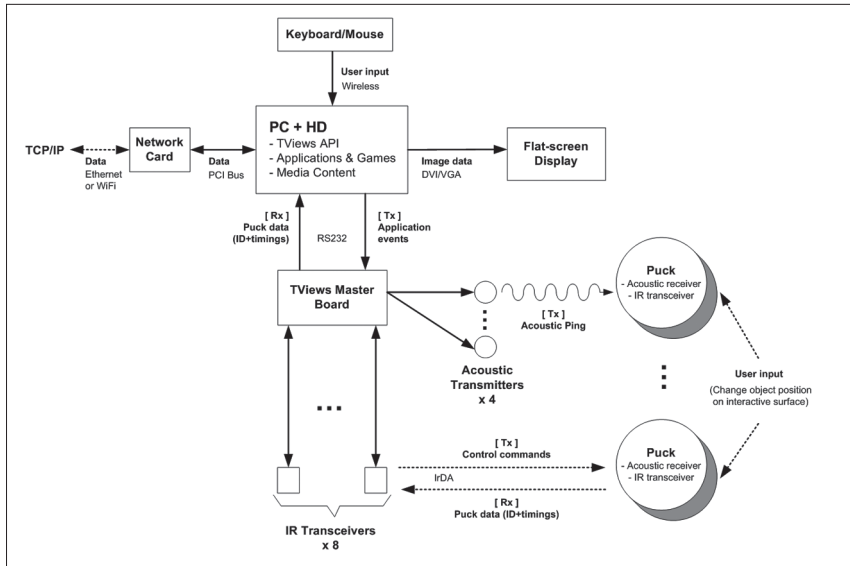 Keyboard/Mouse
User input
Wireless
PC + HD
- TViews API
- Applications & Games
- Media Content
TCP/IP
Data
Ethernet
or WiFi
Network
Card
Data
PCI Bus
Image data
DVI/VGA
Flat-screen
Display
[ Rx ]
Puck data
(ID+timings)
RS232
[ Tx ]
Application
events
TViews Master
Board
[ Tx ]
Acoustic Ping
Acoustic
Transmitters
x 4
Puck
- Acoustic receiver
- IR transceiver
User input
(Change object position
on interactive surface)
Puck
- Acoustic receiver
- IR transceiver
[ Tx ]
Control commands
IrDA
[ Rx ]
Puck data (ID+timings)
IR Transceivers
x 8